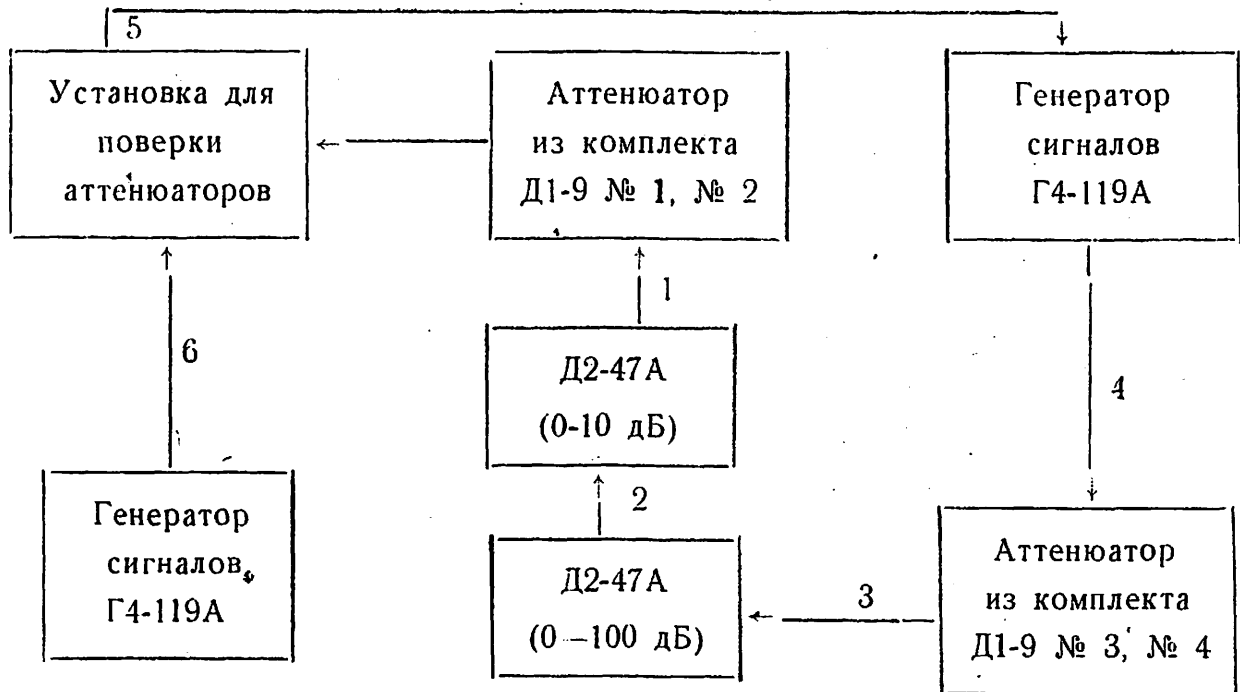 5
Установка для
поверки
аттенюаторов
Аттенюатор
из комплекта
Д1-9 № 1, № 2
Генератор
сигналов
Г4-119А
1
6
Д2-47А
(0-10 дБ)
4
2
Генератор
сигналов
Г4-119А
Д2-47А
(0–100 дБ)
3
Аттенюатор
из комплекта
Д1-9 № 3, № 4